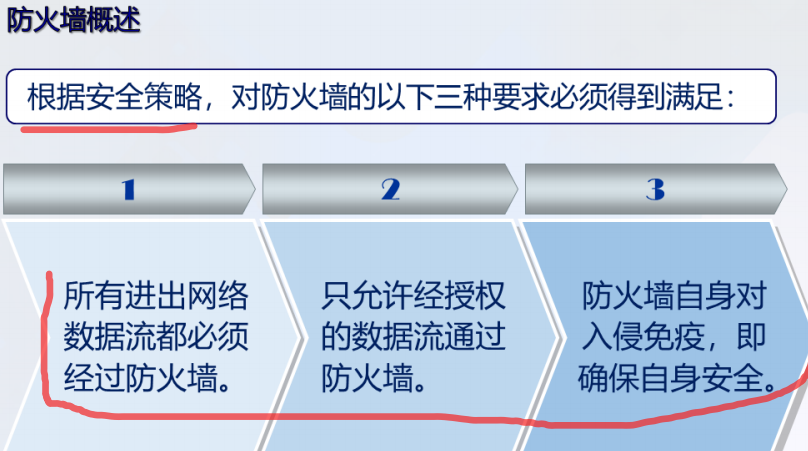 防火墙概述
根据安全策略，对防火墙的以下三种要求必须得到满足：
1
2
3
所有进出网络
数据流都必须
经过防火墙。
只允许经授权
的数据流通过
防火墙。
防火墙自身对
入侵免疫，即
确保自身安全。